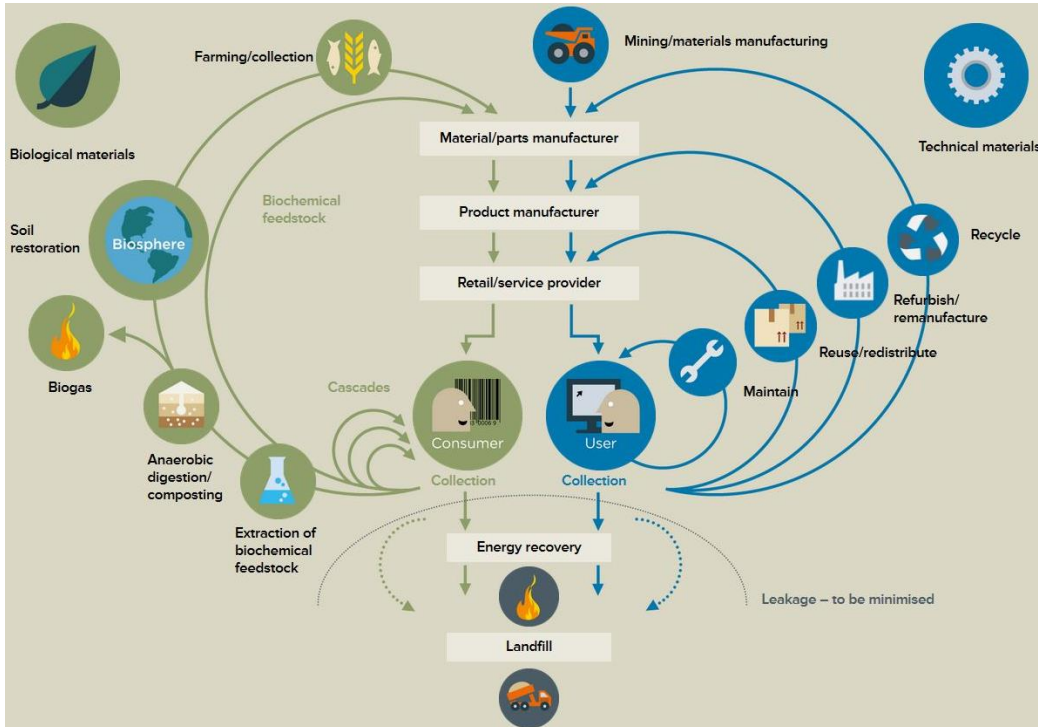 Farming/collection
Mining/materials manufacturing
Biological materials
Technical materials
Material/parts manufacturer
Biochemical
feedstock
Product manufacturer
Soil
restoration
Biosphere
Recycle
Retail/service provider
Refurbish/
remanufacture
Reuse/redistribute
Biogas
Cascades
Maintain
Consumer
User
Anaerobic
digestion/
composting
Collection
Collection
Extraction of
biochemical
feedstock
Energy recovery
Leakage – to be minimised
Landfill